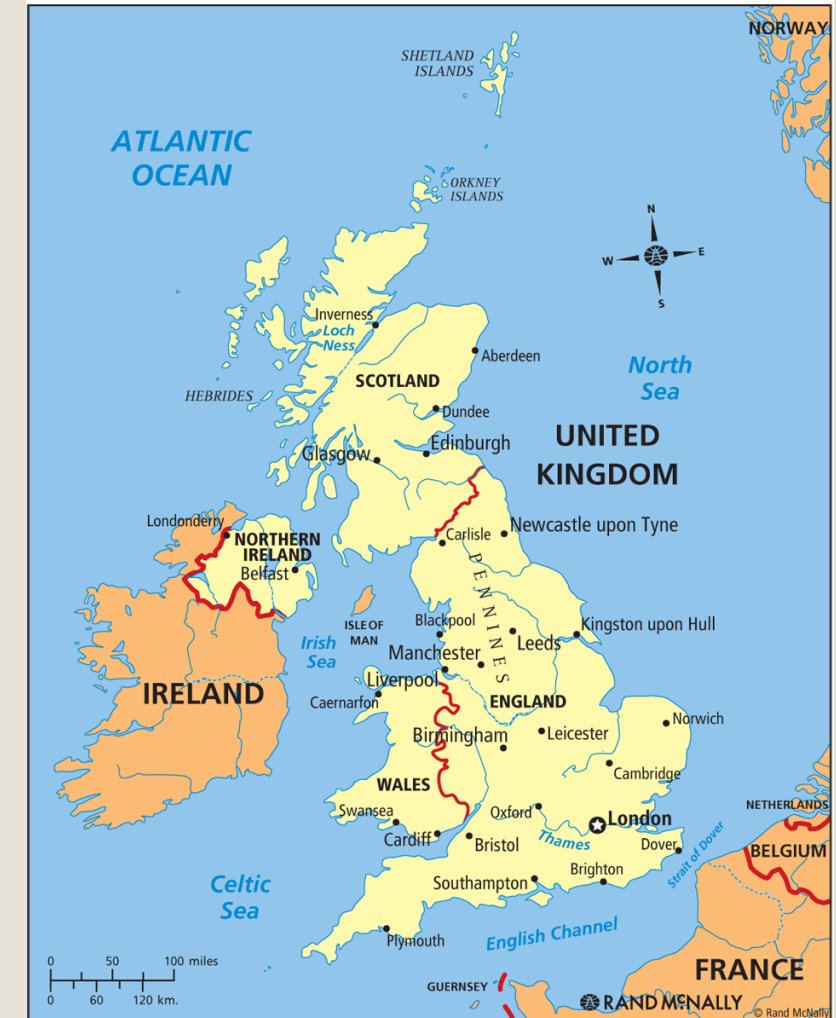 NORWAY
SHETLAND
ISLANDS
ATLANTIC
OCEAN
ORKNEY
ISLANDS
N
W
E
S
Inverness
Loch
Ness
Aberdeen
North
Sea
SCOTLAND
HEBRIDES
Dundee
UNITED
KINGDOM
Edinburgh
Glasgow
Londonderry
Newcastle upon Tyne
Carlisle
NORTHERN
IRELAND
Belfast
PENNINES
ISLE OF
MAN
Blackpool
Kingston upon Hull
Irish
Sea
Leeds
Manchester
Liverpool
IRELAND
Caernarfon
ENGLAND
Norwich
Birmingham
Leicester
Cambridge
WALES
NETHERLANDS
Swansea
Oxford
London
Cardiff
Bristol
Thames
Dover
Strait of Dover
BELGIUM
Brighton
Southampton
Celtic
Sea
English Channel
Plymouth
0 50 100 miles
0 60 120 km.
FRANCE
GUERNSEY
RAND MCNALLY
© Rand McNally